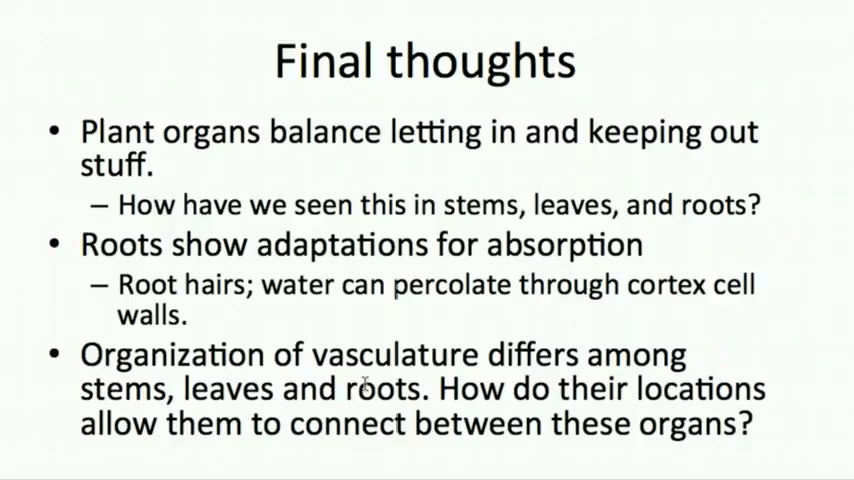 Final thoughts
• Plant organs balance letting in and keeping out
stuff.
– How have we seen this in stems, leaves, and roots?
• Roots show adaptations for absorption
– Root hairs; water can percolate through cortex cell
walls.
• Organization of vasculature differs among
stems, leaves and roots. How do their locations
allow them to connect between these organs?